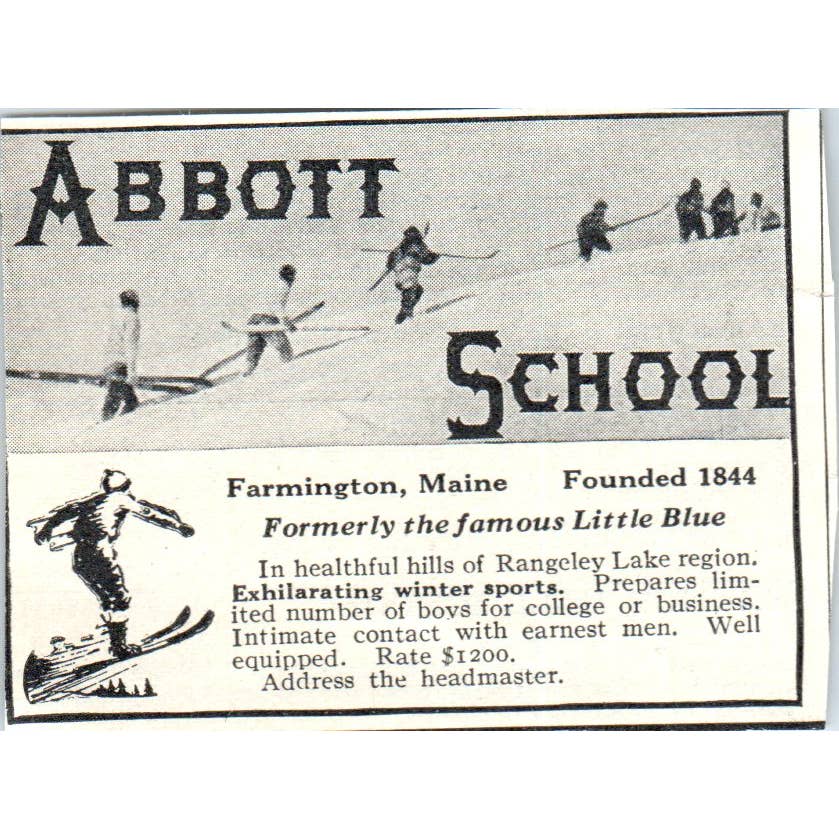 ABBOTT
SCHOOL
Farmington, Maine Founded 1844
Formerly the famous Little Blue
In healthful hills of Rangeley Lake region.
Exhilarating winter sports. Prepares lim-
ited number of boys for college or business.
Intimate contact with earnest men. Well
equipped. Rate $1200.
Address the headmaster.